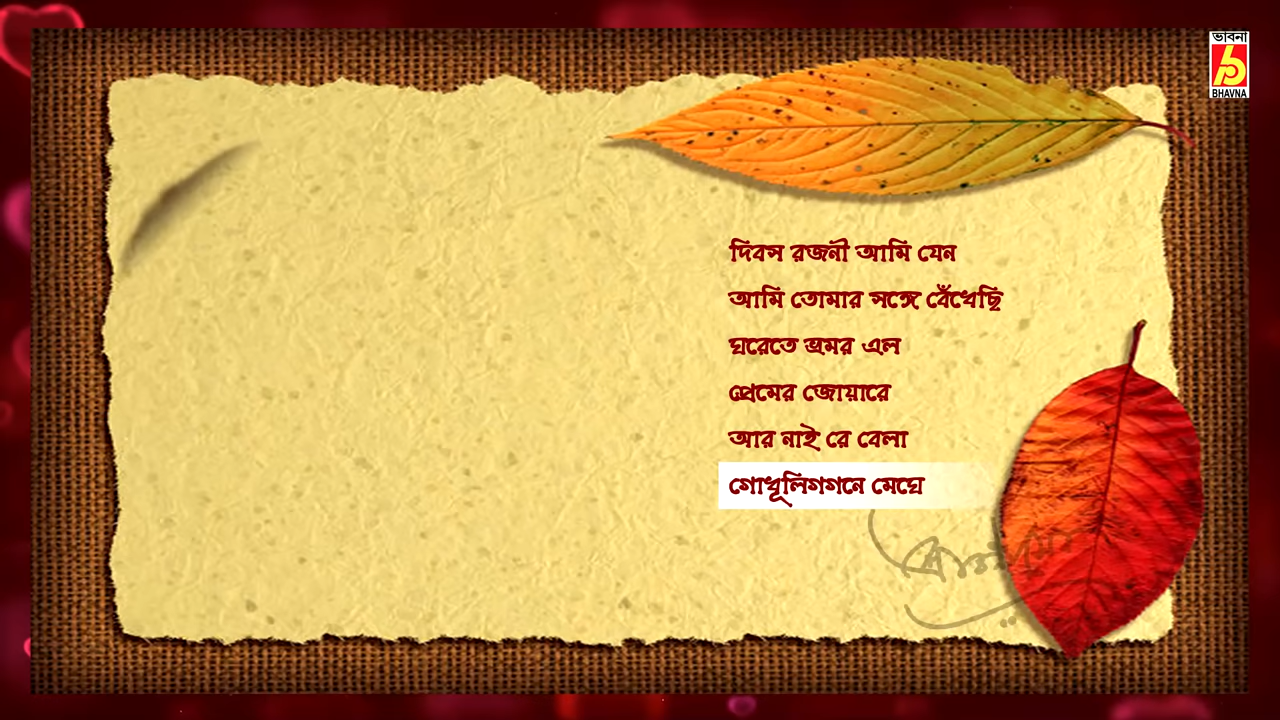 ভাবনা
BHAVNA
দিবস রজনী আমি যেন
আমি তোমার সঙ্গে বেঁধেছি
ঘরেতে ভ্রমর এল
প্রেমের জোয়ারে
আর নাই রে বেলা
গোধূলিগগনে মেঘে